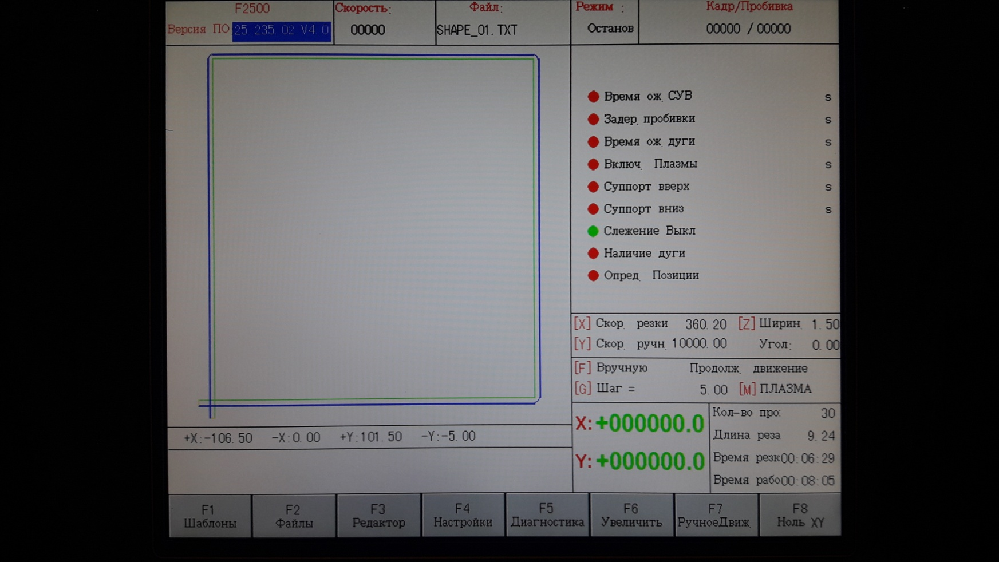 F2500
Версия ПО 25.235.02 V4.0
Скорость:
00000
Файл:
SHAPE_01.TXT
Режим :
Останов
Кадр/Пробивка
00000 / 00000
Время ож. СУВ s
Задер. пробивки s
Время ож. дуги s
Включ. Плазмы s
Суппорт вверх s
Суппорт вниз s
Слежение Выкл
Наличие дуги
Опред. Позиции
[X] Скор. резки 360.20 [Z] Ширин. 1.50
[Y] Скор. ручн. 10000.00 Угол: 0.00
[F] Вручную Продолж. движение
[G] Шаг = 5.00 [M] ПЛАЗМА
X:+000000.0
Y:+000000.0
Кол-во про: 30
Длина реза 9.24
Время резк00:06:29
Время рабо00:08:05
+X:-106.50 -X:0.00 +Y:101.50 -Y:-5.00
F1
Шаблоны
F2
Файлы
F3
Редактор
F4
Настройки
F5
Диагностика
F6
Увеличить
F7
РучноеДвиж.
F8
Ноль XY